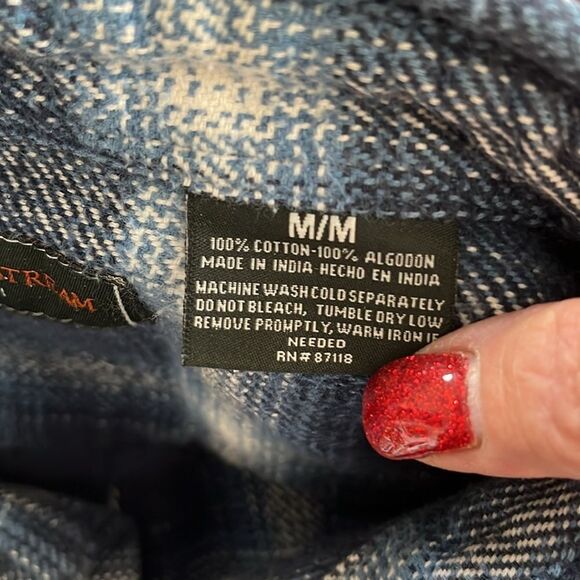 M/M
100% COTTON-100% ALGODON
MADE IN INDIA-HECHO EN INDIA
MACHINE WASH COLD SEPARATELY
DO NOT BLEACH, TUMBLE DRY LOW
REMOVE PROMPTLY, WARM IRON IF
NEEDED
RN#87118